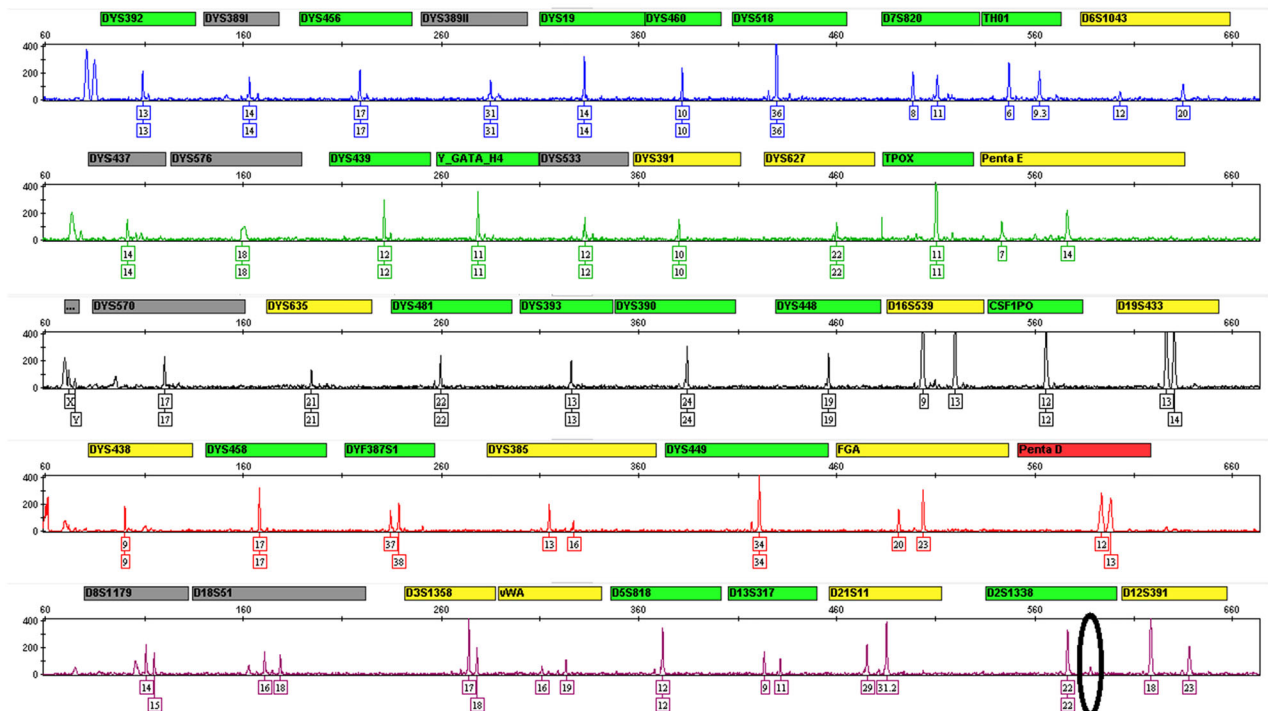 DYS392 DYS389I DYS456 DYS389II DYS19 DYS460 DYS518 D7S820 TH01 D6S1043
60 160 260 360 460 560 660
400
200
0
13 14 17 31 14 10 36 8 11 6 9.3 12 20
13 14 17 31 14 10 36
DYS437 DYS576 DYS439 Y_GATA_H4 DYS533 DYS391 DYS627 TPOX Penta E
60 160 260 360 460 560 660
400
200
0
14 18 12 11 12 10 22 11 7 14
14 18 12 11 12 10 22 11
... DYS570 DYS635 DYS481 DYS393 DYS390 DYS448 D16S539 CSF1PO D19S433
60 160 260 360 460 560 660
400
200
0
X 17 21 22 13 24 19 9 13 12 13
Y 17 21 22 13 24 19 12 14
DYS438 DYS458 DYF387S1 DYS385 DYS449 FGA Penta D
60 160 260 360 460 560 660
400
200
0
9 17 37 13 16 34 20 23 12
9 17 38 34 13
D8S1179 D18S51 D3S1358 vWA D5S818 D13S317 D21S11 D2S1338 D12S391
60 160 260 360 460 560 660
400
200
0
14 16 18 17 16 19 12 9 11 29 31.2 22 18 23
15 18 12 22